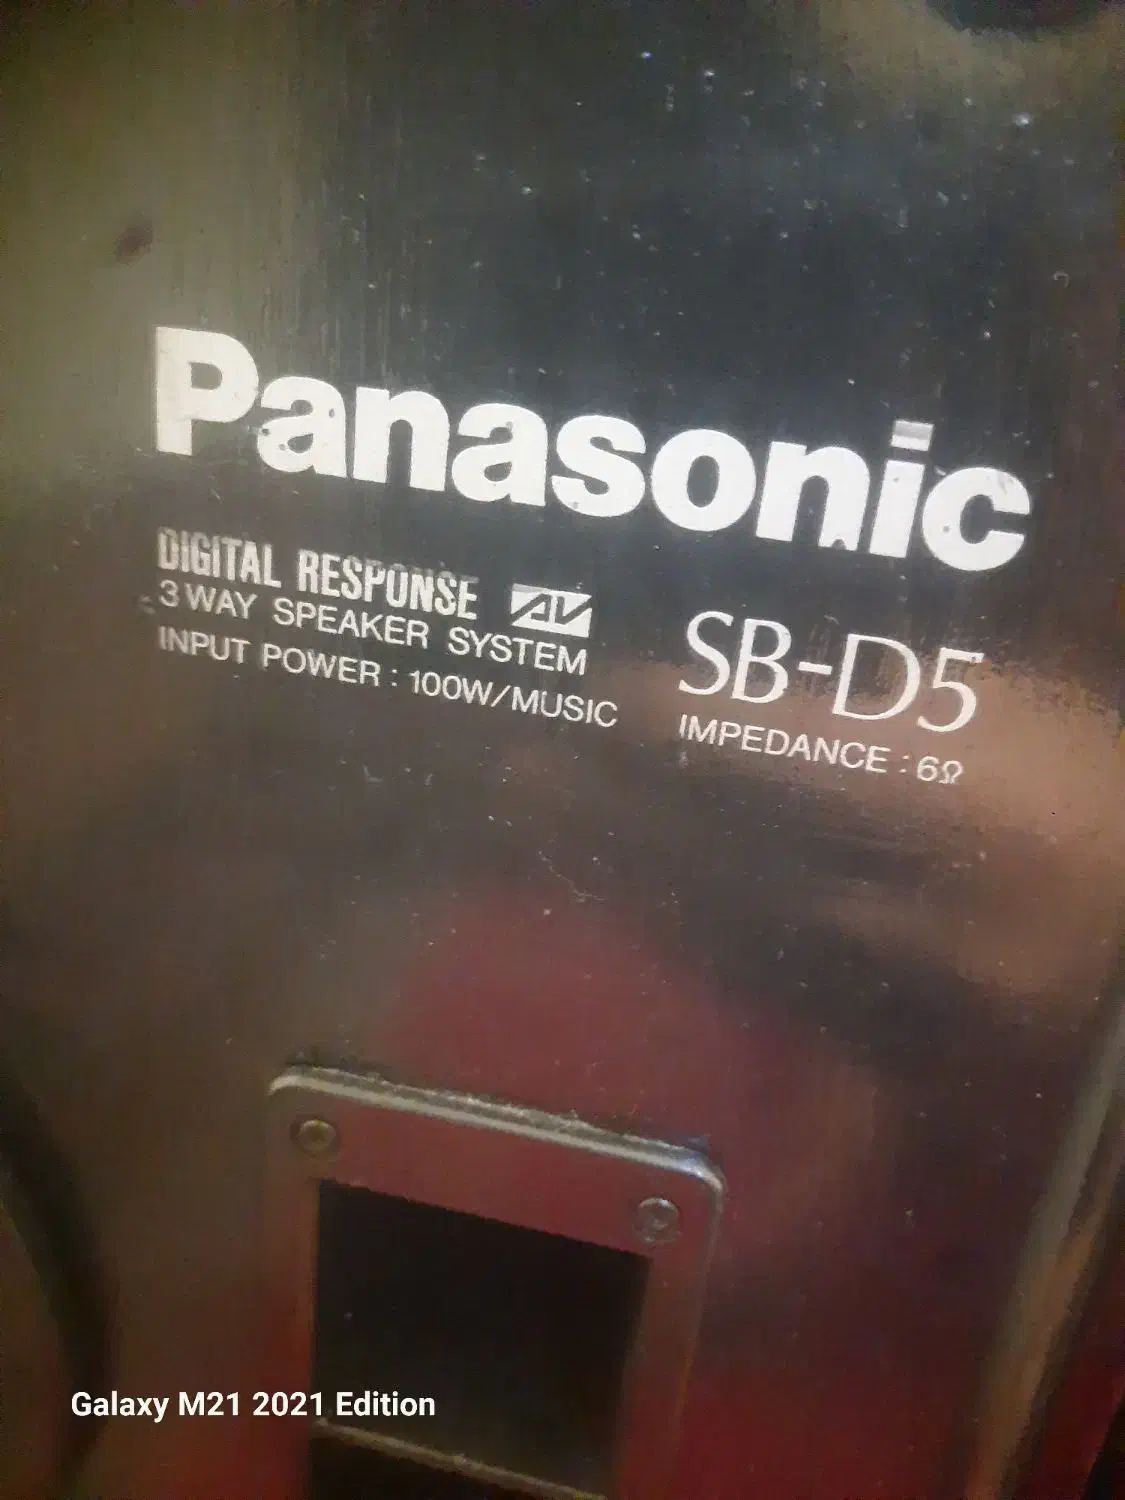 Panasonic
DIGITAL RESPONSE AV
3 WAY SPEAKER SYSTEM
INPUT POWER : 100W/MUSIC
SB-D5
IMPEDANCE : 6Ω
Galaxy M21 2021 Edition